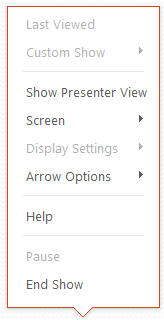 Last Viewed
Custom Show
Show Presenter View
Screen
Display Settings
Arrow Options
Help
Pause
End Show